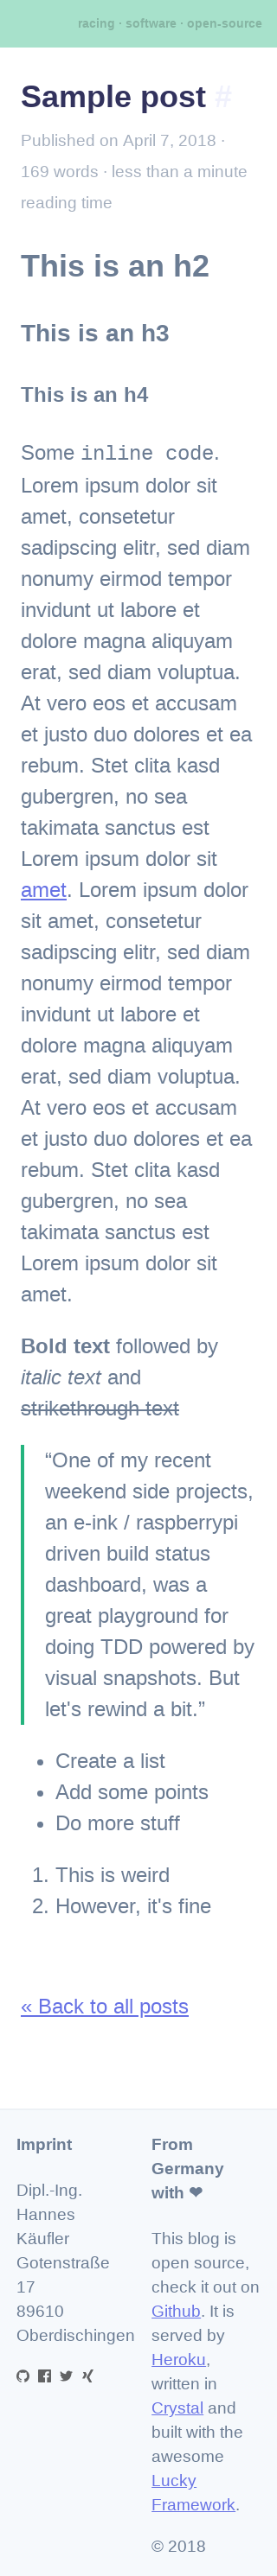 racing · software · open-source
Sample post #
Published on April 7, 2018 ·
169 words · less than a minute
reading time
This is an h2
This is an h3
This is an h4
Some inline code.
Lorem ipsum dolor sit
amet, consetetur
sadipscing elitr, sed diam
nonumy eirmod tempor
invidunt ut labore et
dolore magna aliquyam
erat, sed diam voluptua.
At vero eos et accusam
et justo duo dolores et ea
rebum. Stet clita kasd
gubergren, no sea
takimata sanctus est
Lorem ipsum dolor sit
amet. Lorem ipsum dolor
sit amet, consetetur
sadipscing elitr, sed diam
nonumy eirmod tempor
invidunt ut labore et
dolore magna aliquyam
erat, sed diam voluptua.
At vero eos et accusam
et justo duo dolores et ea
rebum. Stet clita kasd
gubergren, no sea
takimata sanctus est
Lorem ipsum dolor sit
amet.
Bold text followed by
italic text and
strikethrough text
“One of my recent
weekend side projects,
an e-ink / raspberrypi
driven build status
dashboard, was a
great playground for
doing TDD powered by
visual snapshots. But
let's rewind a bit.”
• Create a list
• Add some points
• Do more stuff
1. This is weird
2. However, it's fine
« Back to all posts
Imprint
Dipl.-Ing.
Hannes
Käufler
Gotenstraße
17
89610
Oberdischingen
From
Germany
with ❤
This blog is
open source,
check it out on
Github. It is
served by
Heroku,
written in
Crystal and
built with the
awesome
Lucky
Framework.
© 2018